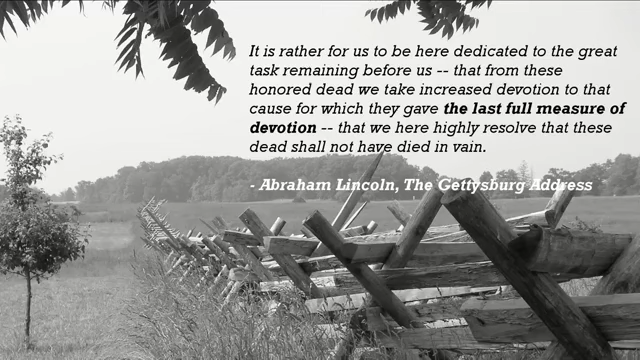 It is rather for us to be here dedicated to the great
task remaining before us -- that from these
honored dead we take increased devotion to that
cause for which they gave the last full measure of
devotion -- that we here highly resolve that these
dead shall not have died in vain.
- Abraham Lincoln, The Gettysburg Address